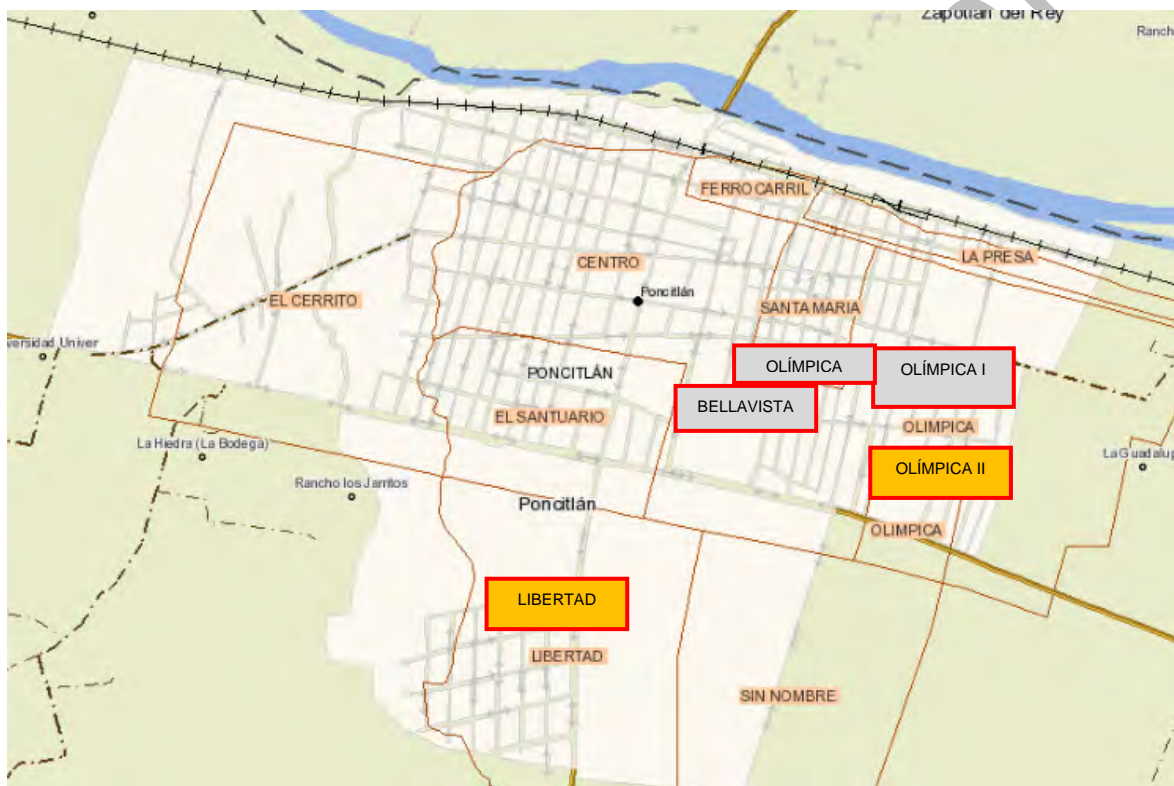 Zapotlán del Rey
Ranch
FERRO CARRIL
LA PRESA
CENTRO
Poncitlán
EL CERRITO
SANTA MARIA
versidad Univer
OLÍMPICA
OLÍMPICA I
PONCITLÁN
BELLAVISTA
EL SANTUARIO
OLIMPICA
La Hiedra (La Bodega)
La Guadalup
OLÍMPICA II
Rancho los Jarritos
Poncitlán
OLIMPICA
LIBERTAD
LIBERTAD
SIN NOMBRE